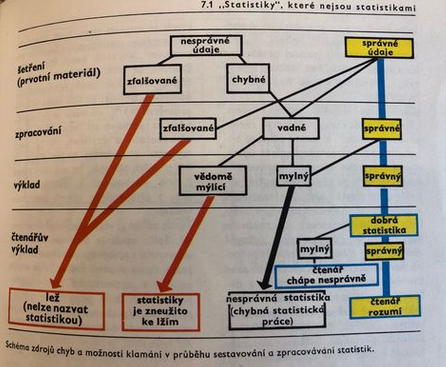 7.1 „Statistiky“, které nejsou statistikami
nesprávné
údaje
správné
údaje
šetření
(prvotní materiál)
zfalšované
chybné
zpracování
zfalšované
vadné
správné
výklad
vědomě
mýlící
mylný
správný
dobrá
statistika
čtenářův
výklad
mylný
správný
čtenář
chápe nesprávně
lež
(nelze nazvat
statistikou)
statistiky
je zneužito
ke lžím
nesprávná statistika
(chybná statistická
práce)
čtenář
rozumí
Schéma zdrojů chyb a možností klamání v průběhu sestavování a zpracovávání statistik.